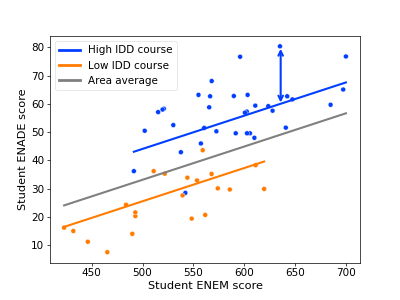 High IDD course
Low IDD course
Area average
Student ENADE score
80
70
60
50
40
30
20
10
450
500
550
600
650
700
Student ENEM score